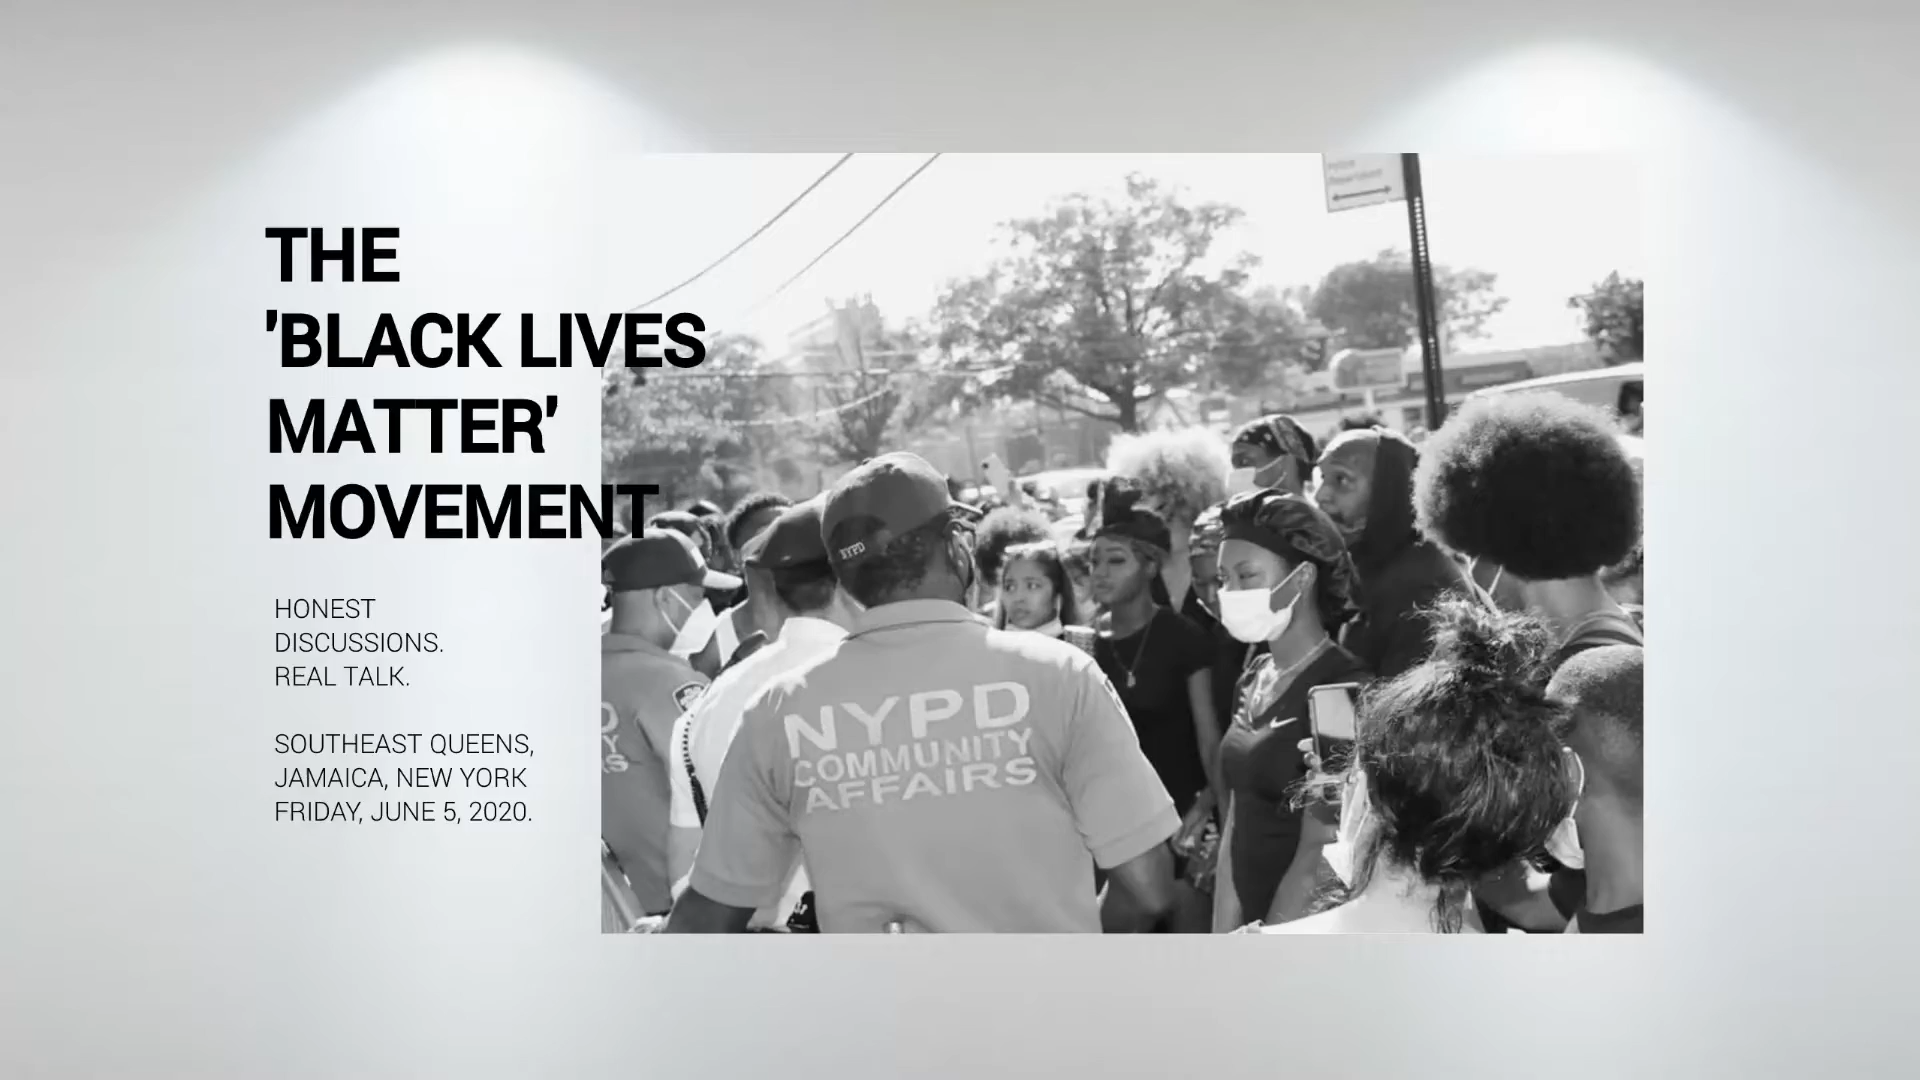 THE
'BLACK LIVES
MATTER'
MOVEMENT
HONEST
DISCUSSIONS.
REAL TALK.
SOUTHEAST QUEENS,
JAMAICA, NEW YORK
FRIDAY, JUNE 5, 2020.
NYPD
NYPD
COMMUNITY
AFFAIRS